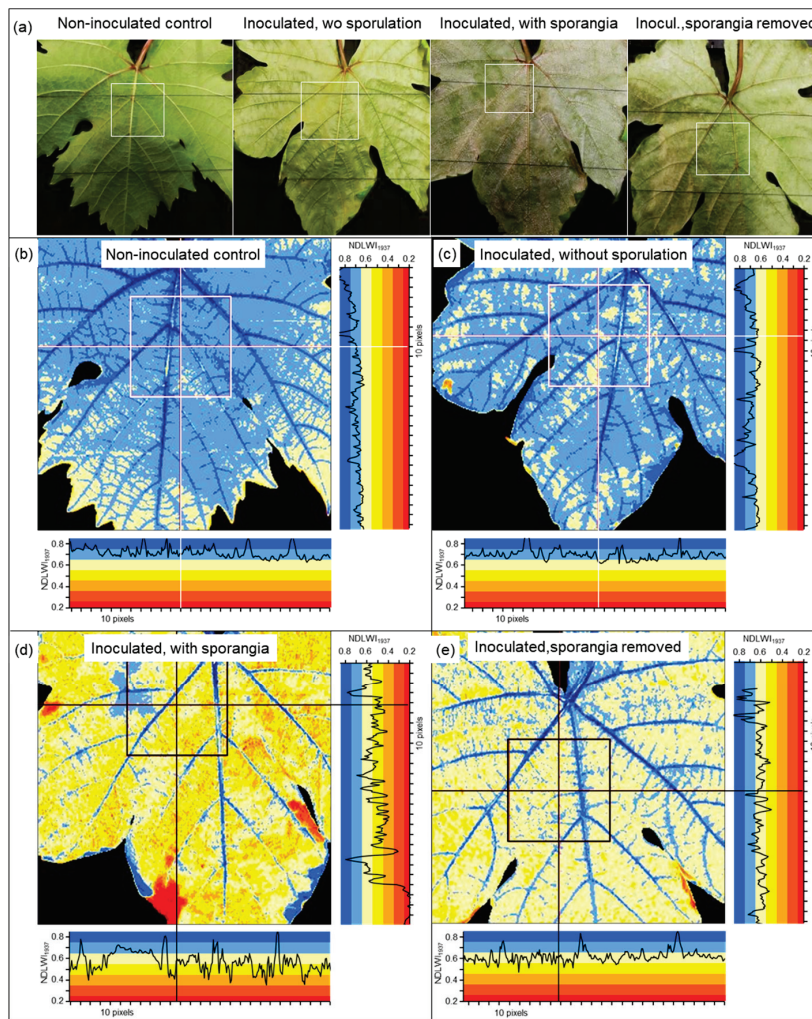 (a)
Non-inoculated control
Inoculated, wo sporulation
Inoculated, with sporangia
Inocul.,sporangia removed
(b)
Non-inoculated control
NDLWI1937
0.8 0.6 0.4 0.2
10 pixels
NDLWI1937
0.8
0.6
0.4
0.2
10 pixels
(c)
Inoculated, without sporulation
NDLWI1937
0.8 0.6 0.4 0.2
10 pixels
NDLWI1937
0.8
0.6
0.4
0.2
10 pixels
(d)
Inoculated, with sporangia
NDLWI1937
0.8 0.6 0.4 0.2
10 pixels
NDLWI1937
0.8
0.6
0.4
0.2
10 pixels
(e)
Inoculated,sporangia removed
NDLWI1937
0.8 0.6 0.4 0.2
10 pixels
NDLWI1937
0.8
0.6
0.4
0.2
10 pixels